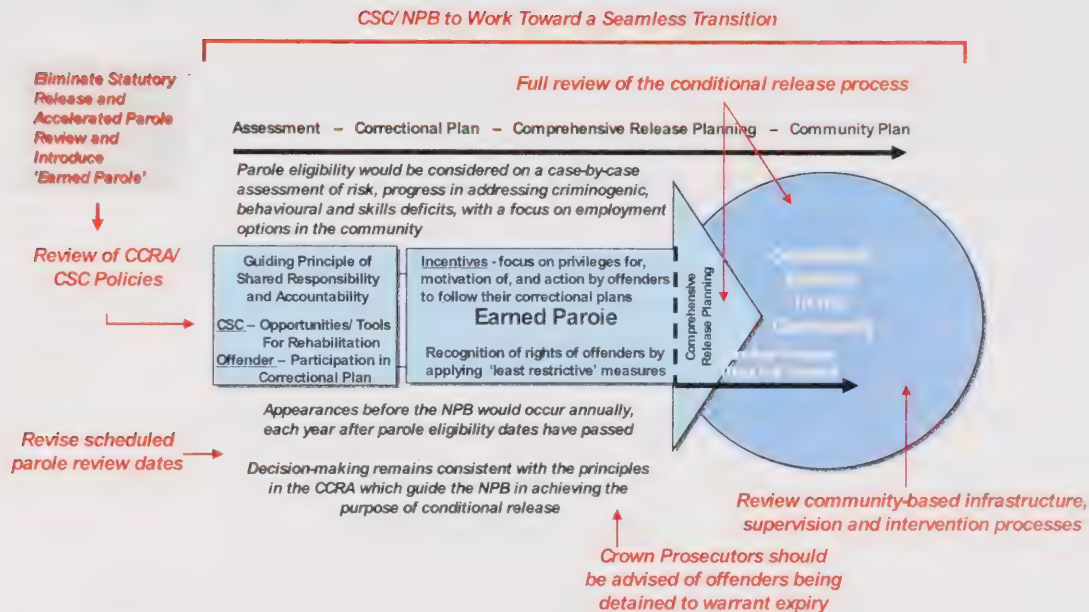 CSC/ NPB to Work Toward a Seamless Transition
Eliminate Statutory
Release and
Accelerated Parole
Review and
Introduce
'Earned Parole'
Full review of the conditional release process
Assessment – Correctional Plan – Comprehensive Release Planning – Community Plan
Parole eligibility would be considered on a case-by-case
assessment of risk, progress in addressing criminogenic,
behavioural and skills deficits, with a focus on employment
options in the community
Review of CCRA/
CSC Policies
Guiding Principle of
Shared Responsibility
and Accountability
CSC – Opportunities/ Tools
For Rehabilitation
Offender – Participation in
Correctional Plan
Incentives - focus on privileges for,
motivation of, and action by offenders
to follow their correctional plans
Earned Parole
Recognition of rights of offenders by
applying 'least restrictive' measures
Comprehensive
Release Planning
Appearances before the NPB would occur annually,
each year after parole eligibility dates have passed
Revise scheduled
parole review dates
Decision-making remains consistent with the principles
in the CCRA which guide the NPB in achieving the
purpose of conditional release
Review community-based infrastructure,
supervision and intervention processes
Crown Prosecutors should
be advised of offenders being
detained to warrant expiry